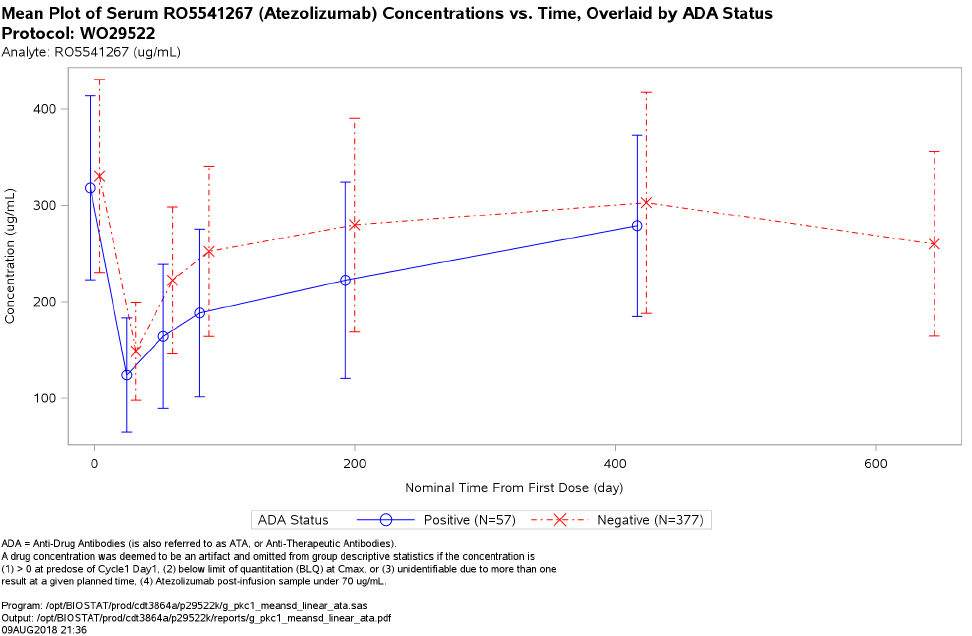 Mean Plot of Serum RO5541267 (Atezolizumab) Concentrations vs. Time, Overlaid by ADA Status
Protocol: WO29522
Analyte: RO5541267 (ug/mL)
400
300
200
100
Concentration (ug/mL)
0 200 400 600
Nominal Time From First Dose (day)
ADA Status Positive (N=57) Negative (N=377)
ADA = Anti-Drug Antibodies (is also referred to as ATA, or Anti-Therapeutic Antibodies).
A drug concentration was deemed to be an artifact and omitted from group descriptive statistics if the concentration is
(1) > 0 at predose of Cycle1 Day1, (2) below limit of quantitation (BLQ) at Cmax, or (3) unidentifiable due to more than one
result at a given planned time, (4) Atezolizumab post-infusion sample under 70 ug/mL.
Program: /opt/BIOSTAT/prod/cdt3864a/p29522k/g_pkc1_meansd_linear_ata.sas
Output: /opt/BIOSTAT/prod/cdt3864a/p29522k/reports/g_pkc1_meansd_linear_ata.pdf
09AUG2018 21:36